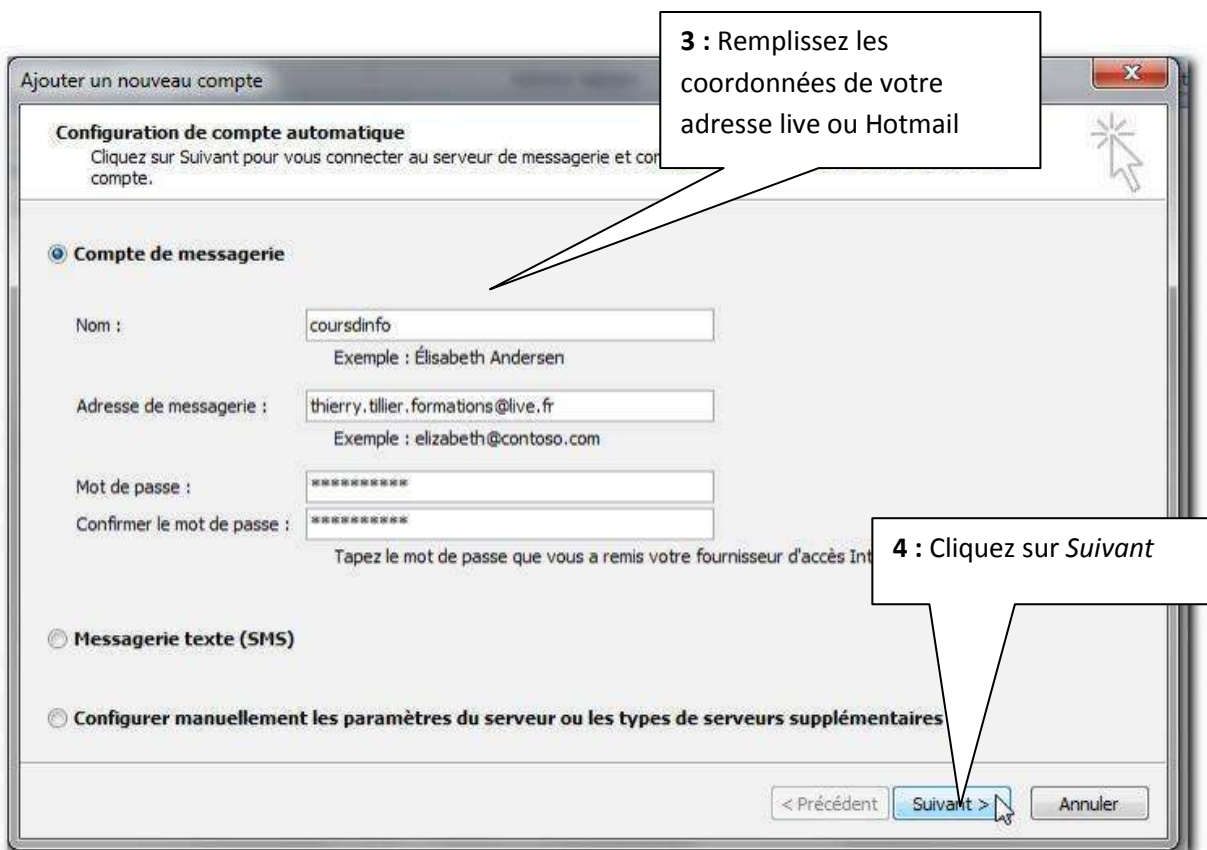 3 : Remplissez les
coordonnées de votre
adresse live ou Hotmail
Ajouter un nouveau compte
Configuration de compte automatique
Cliquez sur Suivant pour vous connecter au serveur de messagerie et
compte.
Compte de messagerie
Nom :
coursdinfo
Exemple : Élisabeth Andersen
Adresse de messagerie :
thierry.tillier.formations@live.fr
Exemple : elizabeth@contoso.com
Mot de passe :
**********
Confirmer le mot de passe :
**********
Tapez le mot de passe que vous a remis votre fournisseur d'accès
4 : Cliquez sur Suivant
Messagerie texte (SMS)
Configurer manuellement les paramètres du serveur ou les types de serveurs supplémentaires
< Précédent
Suivant >
Annuler